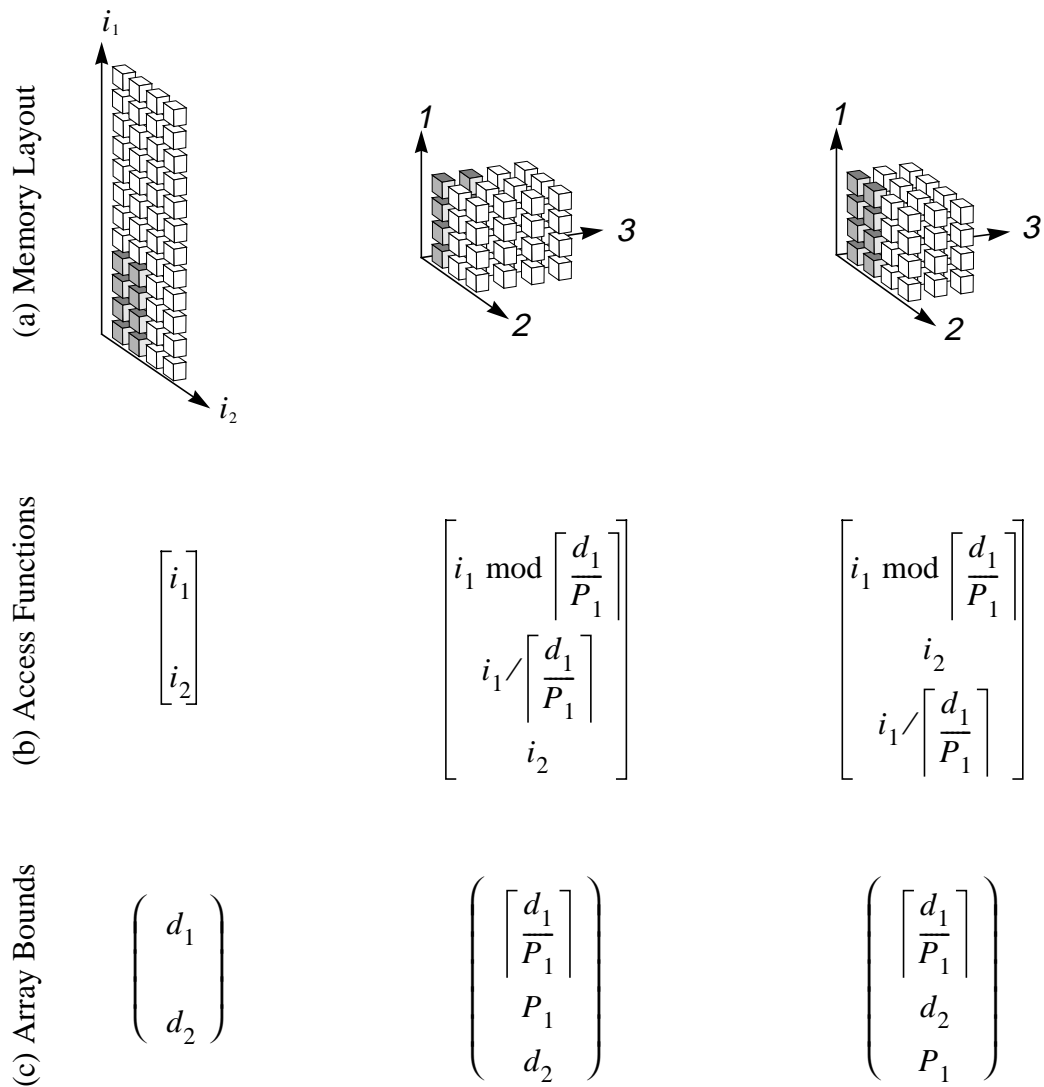 (a) Memory Layout
i₁
i₂
1
2
3
1
2
3
(b) Access Functions
[i₁
i₂]
[i₁ mod ⌈d₁/P₁⌉
i₁/⌈d₁/P₁⌉
i₂]
[i₁ mod ⌈d₁/P₁⌉
i₂
i₁/⌈d₁/P₁⌉]
(c) Array Bounds
(d₁
d₂)
(⌈d₁/P₁⌉
P₁
d₂)
(⌈d₁/P₁⌉
d₂
P₁)